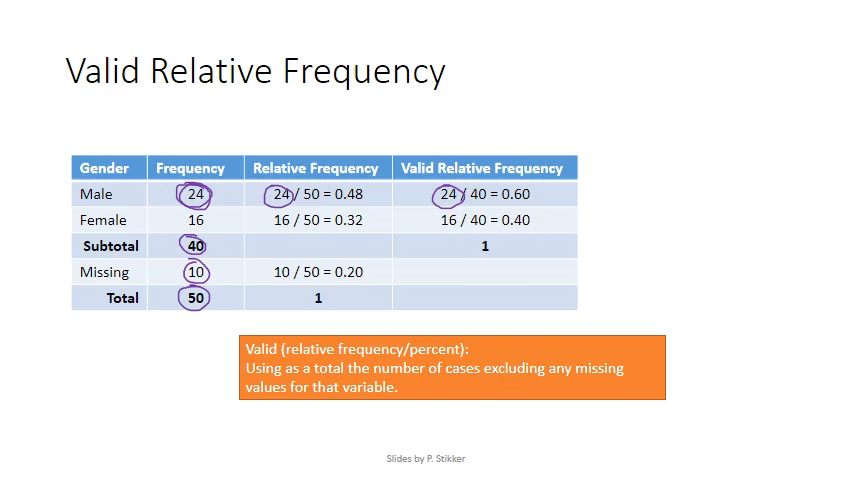 Valid Relative Frequency
Gender Frequency Relative Frequency Valid Relative Frequency
Male 24 24 / 50 = 0.48 24 / 40 = 0.60
Female 16 16 / 50 = 0.32 16 / 40 = 0.40
Subtotal 40 1
Missing 10 10 / 50 = 0.20
Total 50 1
Valid (relative frequency/percent):
Using as a total the number of cases excluding any missing
values for that variable.
Slides by P. Stikker